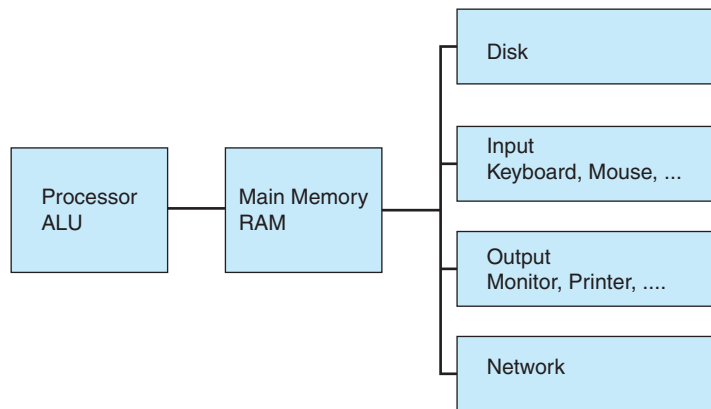 Processor
ALU
Main Memory
RAM
Disk
Input
Keyboard, Mouse, ...
Output
Monitor, Printer, ....
Network